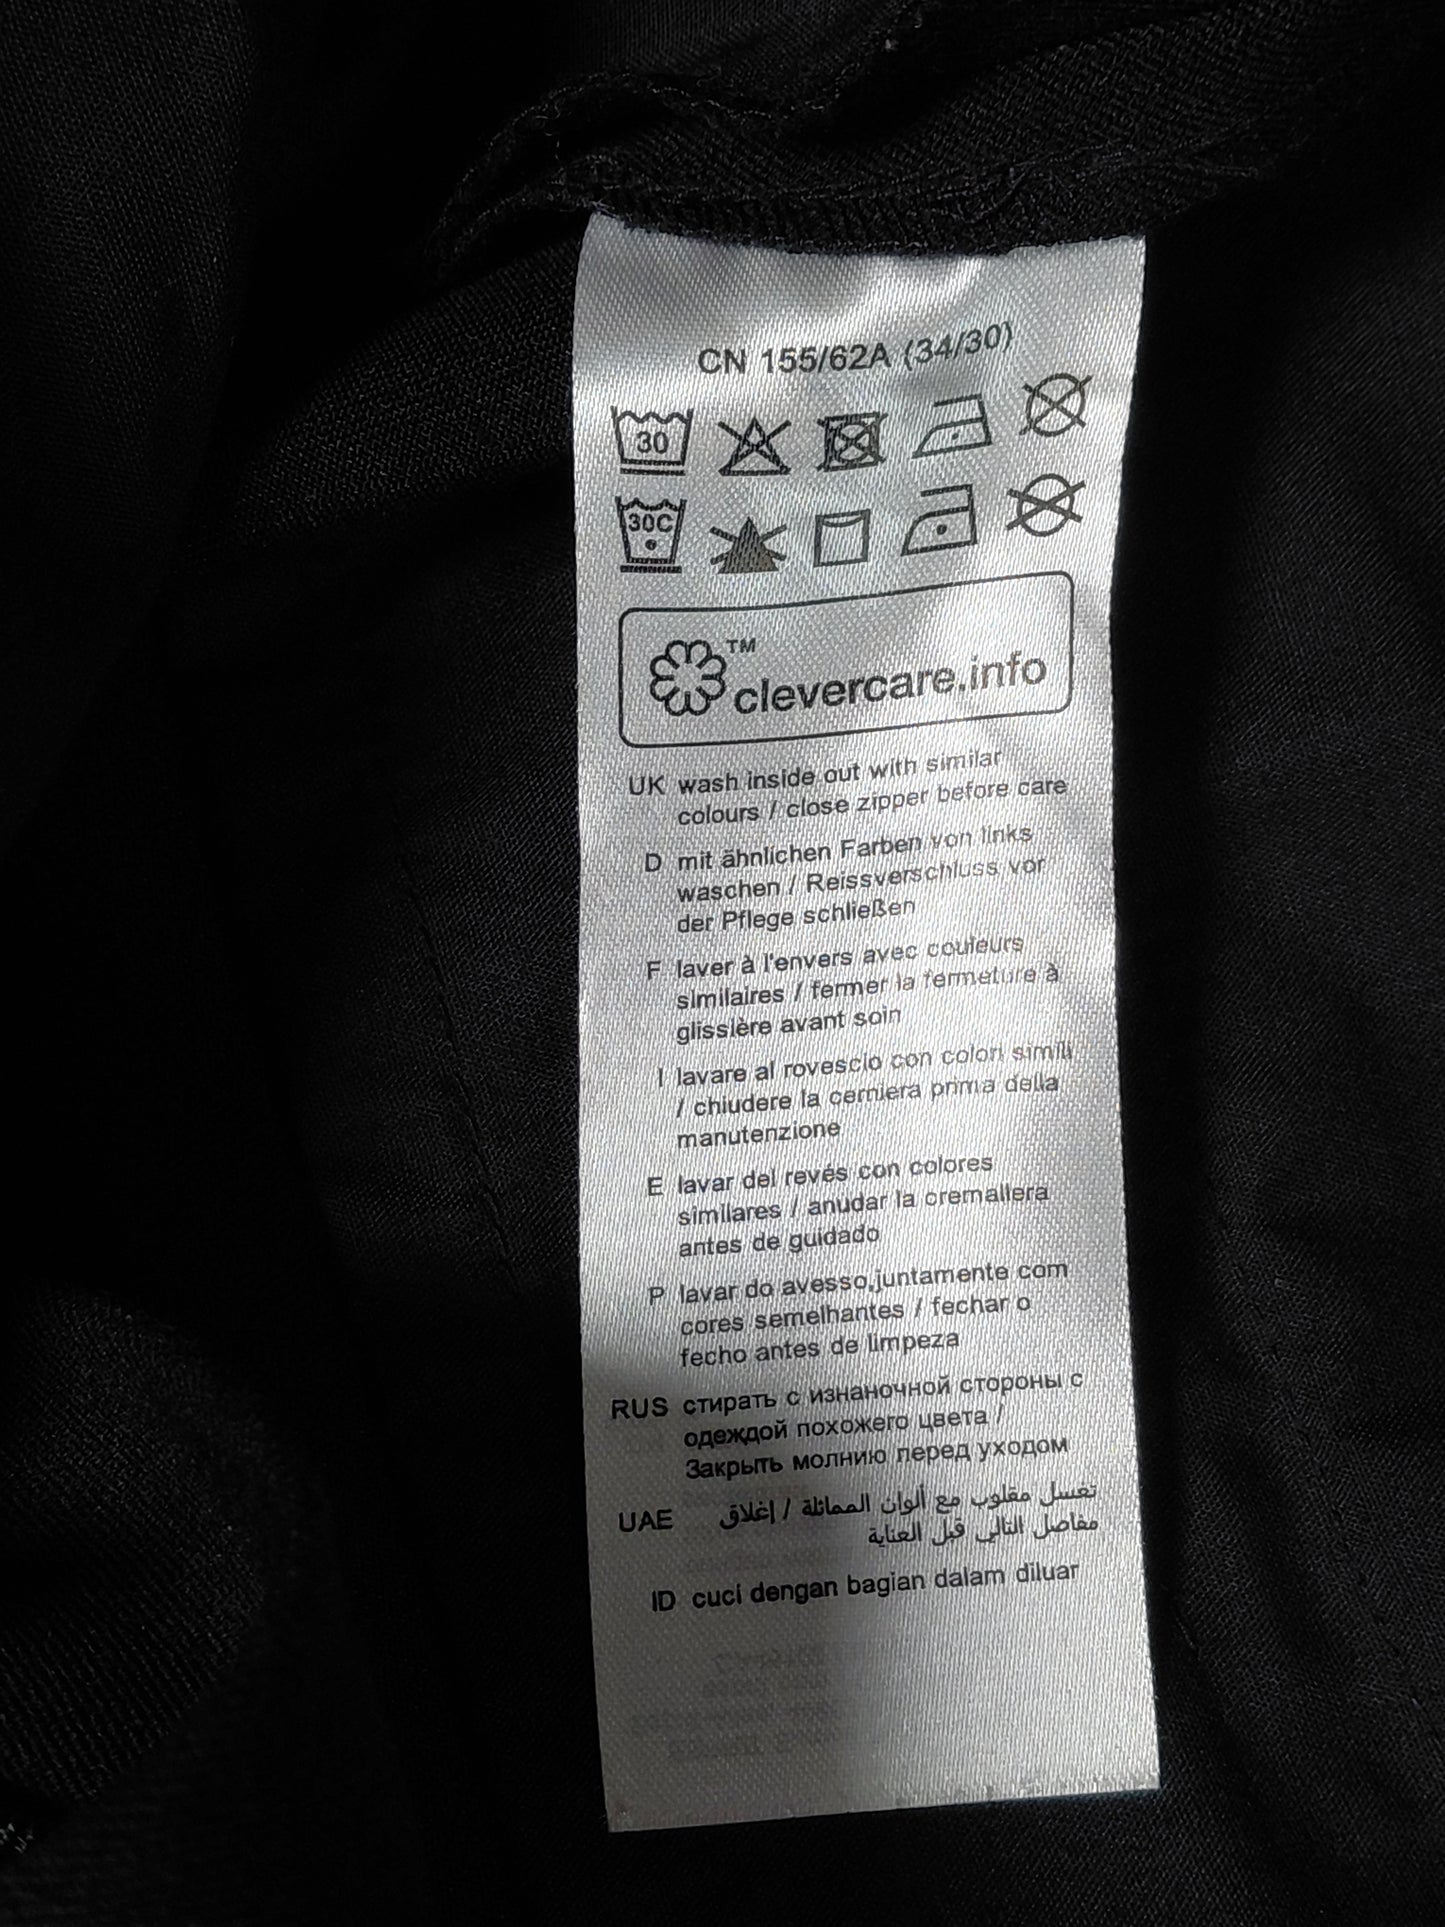 CN 155/62A (34/30)
30
30C
TM
clevercare.info
UK wash inside out with similar
colours / close zipper before care
D mit ähnlichen Farben von links
waschen / Reissverschluss vor
der Pflege schließen
F laver à l'envers avec couleurs
similaires / fermer la fermeture à
glissière avant soin
I lavare al rovescio con colori simili
/ chiudere la cerniera prima della
manutenzione
E lavar del revés con colores
similares / anudar la cremallera
antes de guidado
P lavar do avesso,juntamente com
cores semelhantes / fechar o
fecho antes de limpeza
RUS стирать с изнаночной стороны с
одеждой похожего цвета /
Закрыть молнию перед уходом
UAE تغسل مقلوب مع ألوان المماثلة / إغلاق
مفاصل التالي قبل العناية
ID cuci dengan bagian dalam diluar